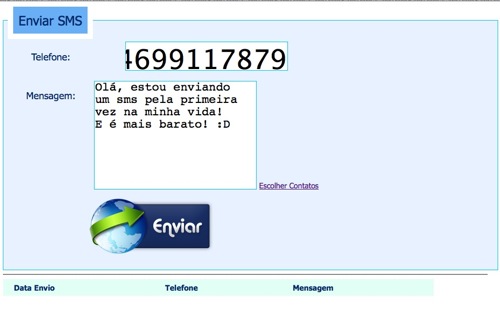 Enviar SMS
Telefone: 4699117879
Mensagem:
Olá, estou enviando
um sms pela primeira
vez na minha vida!
E é mais barato! :D
Escolher Contatos
Enviar
Data Envio Telefone Mensagem